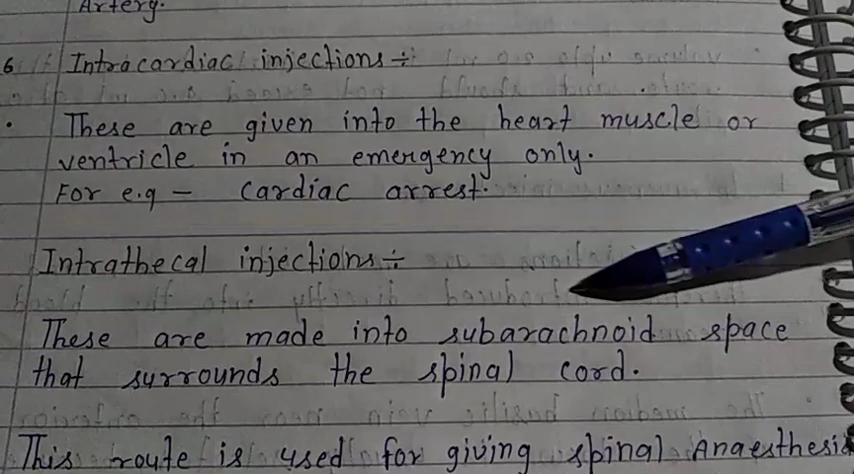 Artery.
6 Intracardiac injections ÷
• These are given into the heart muscle or
ventricle in an emergency only.
For e.g - cardiac arrest.
Intrathecal injections ÷
These are made into subarachnoid space
that surrounds the spinal cord.
This route is used for giving spinal Anaesthesia